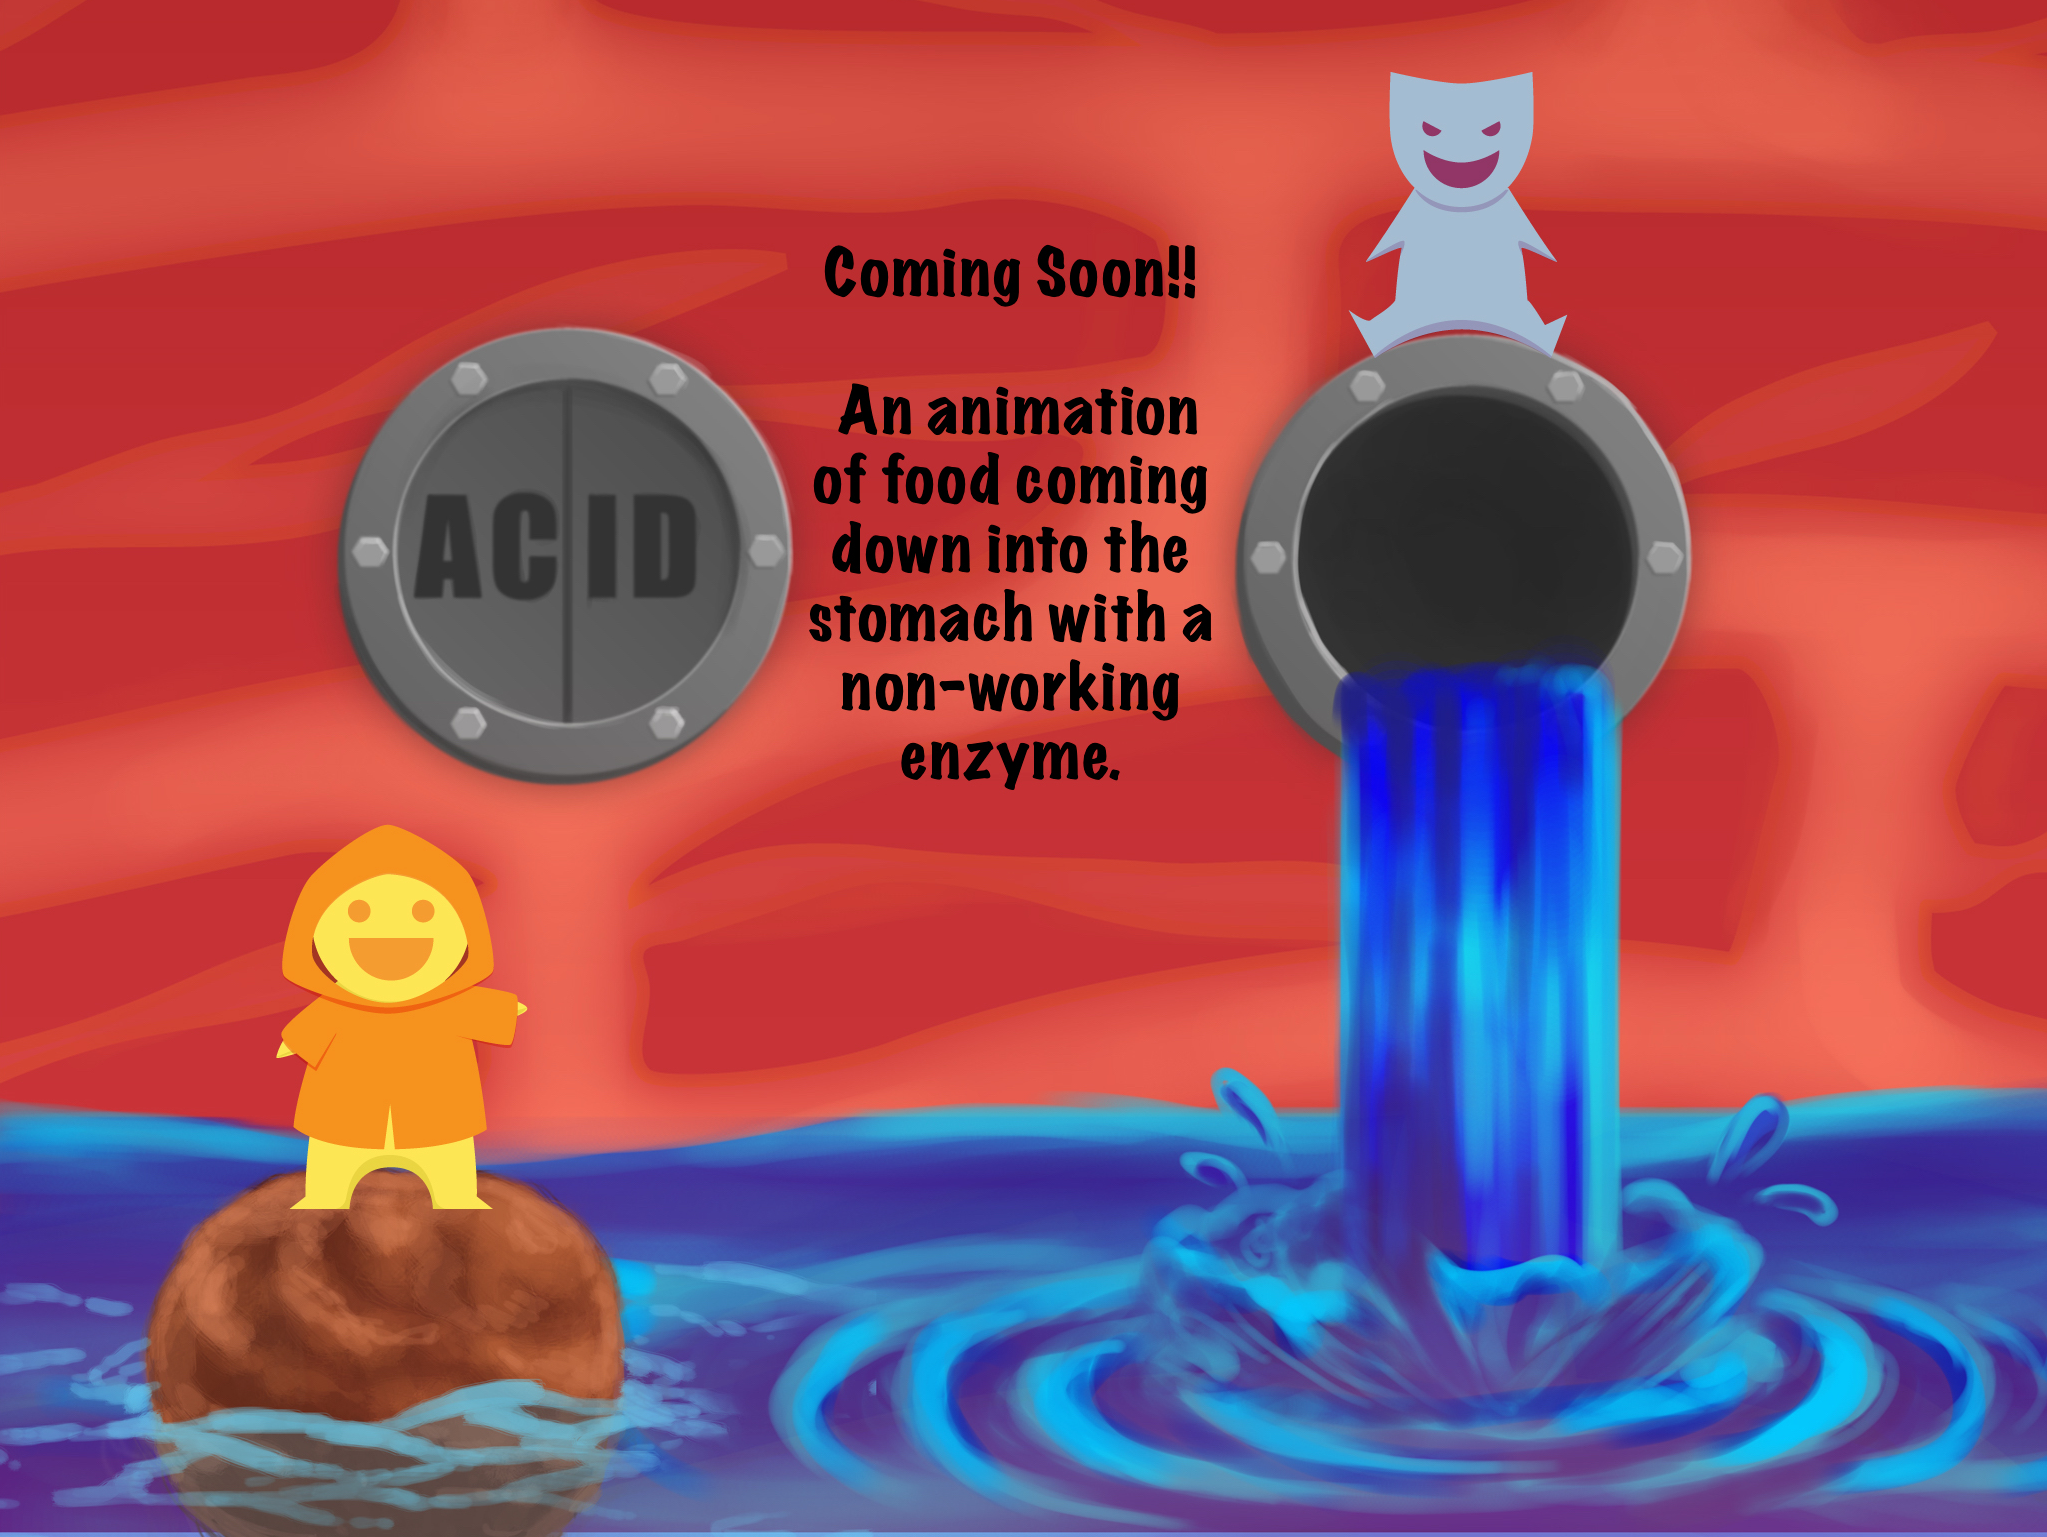 Coming Soon!!
An animation
of food coming
down into the
stomach with a
non-working
enzyme.
ACID